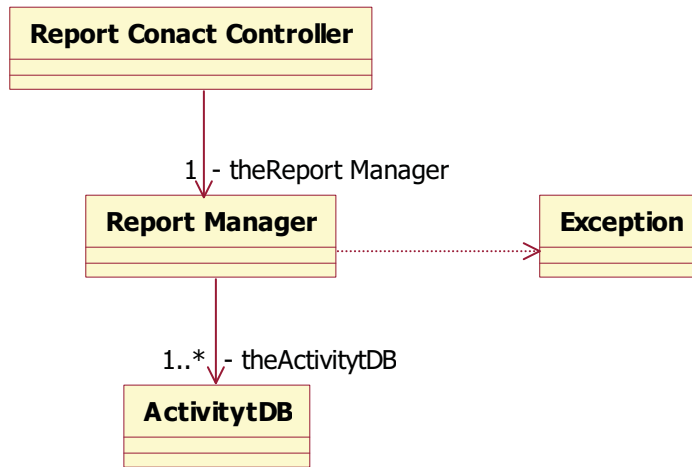 Report Conact Controller
1 - theReport Manager
Report Manager
Exception
1..* - theActivitytDB
ActivitytDB